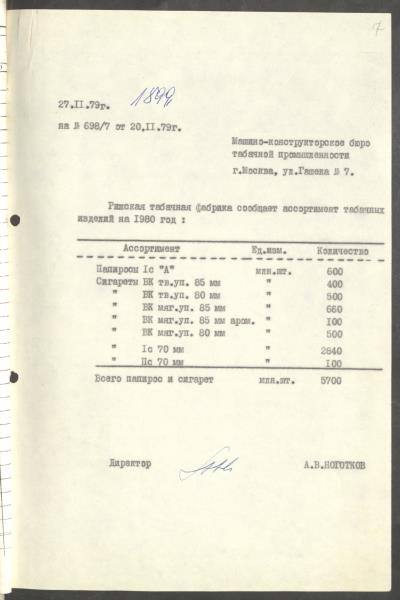 7
27.II.79г. 1899
на № 698/7 от 20.II.79г.
Машино-конструкторское бюро
табачной промышленности
г.Москва, ул.Гашека № 7.
Рижская табачная фабрика сообщает ассортимент табачных
изделий на 1980 год :
Ассортимент Ед.изм. Количество
Папиросы Iс "А" млн.шт. 600
Сигареты ВК тв.уп. 85 мм " 400
" ВК тв.уп. 80 мм " 500
" ВК мяг.уп. 85 мм " 660
" ВК мяг.уп. 85 мм аром. " I00
" ВК мяг.уп. 80 мм " 500
" Iс 70 мм " 2840
" Пс 70 мм " I00
Всего папирос и сигарет млн.шт. 5700
Директор А.В.НОГОТКОВ